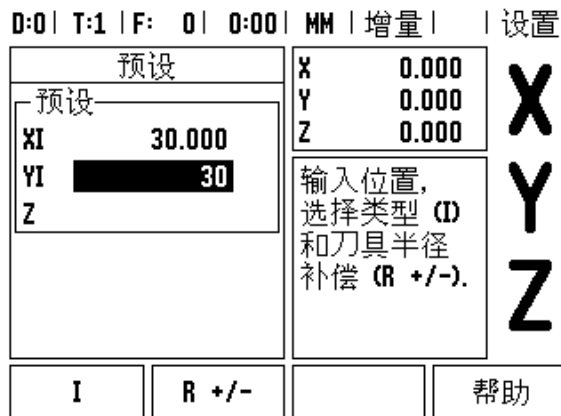 D:0 | T:1 | F: 0 | 0:00 | MM | 增量 | | 设置
预设
预设
XI 30.000
YI 30
Z
X 0.000
Y 0.000
Z 0.000
输入位置,
选择类型 (I)
和刀具半径
补偿 (R +/-).
X
Y
Z
I
R +/-
帮助